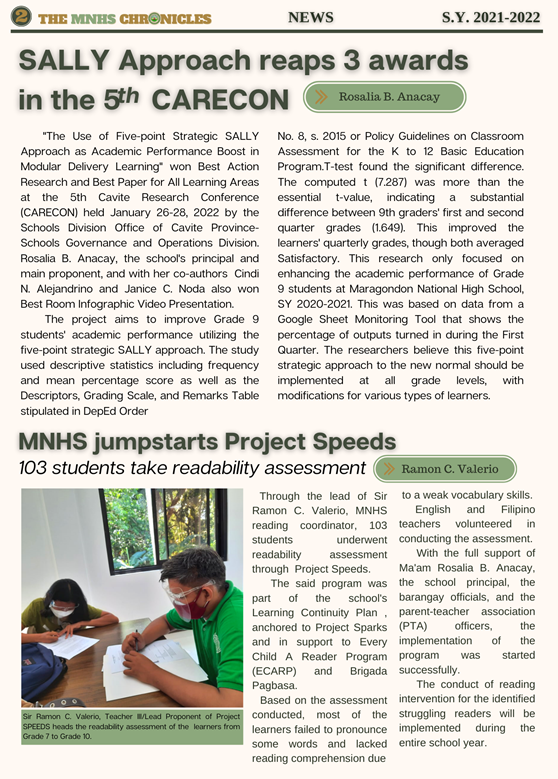 2 THE MNHS CHRONICLES
NEWS
S.Y. 2021-2022
SALLY Approach reaps 3 awards
in the 5th CARECON
Rosalia B. Anacay
"The Use of Five-point Strategic SALLY
Approach as Academic Performance Boost in
Modular Delivery Learning" won Best Action
Research and Best Paper for All Learning Areas
at the 5th Cavite Research Conference
(CARECON) held January 26-28, 2022 by the
Schools Division Office of Cavite Province-
Schools Governance and Operations Division.
Rosalia B. Anacay, the school's principal and
main proponent, and with her co-authors Cindi
N. Alejandrino and Janice C. Noda also won
Best Room Infographic Video Presentation.
The project aims to improve Grade 9
students' academic performance utilizing the
five-point strategic SALLY approach. The study
used descriptive statistics including frequency
and mean percentage score as well as the
Descriptors, Grading Scale, and Remarks Table
stipulated in DepEd Order
No. 8, s. 2015 or Policy Guidelines on Classroom
Assessment for the K to 12 Basic Education
Program.T-test found the significant difference.
The computed t (7.287) was more than the
essential t-value, indicating a substantial
difference between 9th graders' first and second
quarter grades (1.649). This improved the
learners' quarterly grades, though both averaged
Satisfactory. This research only focused on
enhancing the academic performance of Grade
9 students at Maragondon National High School,
SY 2020-2021. This was based on data from a
Google Sheet Monitoring Tool that shows the
percentage of outputs turned in during the First
Quarter. The researchers believe this five-point
strategic approach to the new normal should be
implemented at all grade levels, with
modifications for various types of learners.
MNHS jumpstarts Project Speeds
103 students take readability assessment
Ramon C. Valerio
Sir Ramon C. Valerio, Teacher III/Lead Proponent of Project
SPEEDS heads the readability assessment of the learners from
Grade 7 to Grade 10.
Through the lead of Sir
Ramon C. Valerio, MNHS
reading coordinator, 103
students underwent
readability assessment
through Project Speeds.
The said program was
part of the school's
Learning Continuity Plan ,
anchored to Project Sparks
and in support to Every
Child A Reader Program
(ECARP) and Brigada
Pagbasa.
Based on the assessment
conducted, most of the
learners failed to pronounce
some words and lacked
reading comprehension due
to a weak vocabulary skills.
English and Filipino
teachers volunteered in
conducting the assessment.
With the full support of
Ma'am Rosalia B. Anacay,
the school principal, the
barangay officials, and the
parent-teacher association
(PTA) officers, the
implementation of the
program was started
successfully.
The conduct of reading
intervention for the identified
struggling readers will be
implemented during the
entire school year.